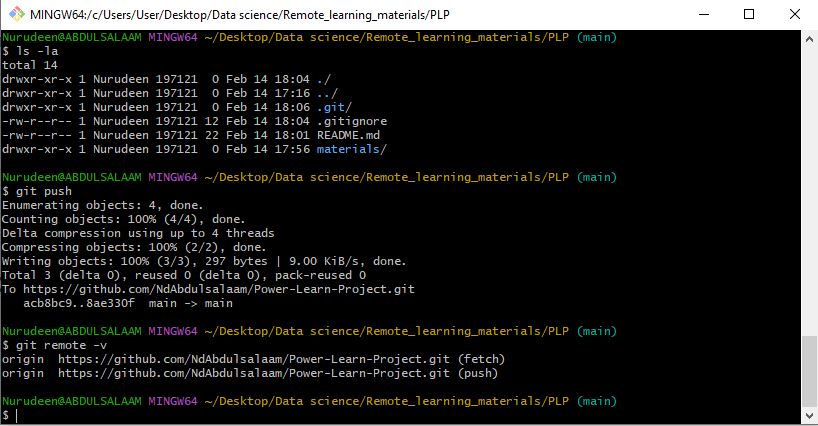 MINGW64:/c/Users/User/Desktop/Data science/Remote_learning_materials/PLP
Nurudeen@ABDULSALAAM MINGW64 ~/Desktop/Data science/Remote_learning_materials/PLP (main)
$ ls -la
total 14
drwxr-xr-x 1 Nurudeen 197121  0 Feb 14 18:04 ./
drwxr-xr-x 1 Nurudeen 197121  0 Feb 14 17:16 ../
drwxr-xr-x 1 Nurudeen 197121  0 Feb 14 18:06 .git/
-rw-r--r-- 1 Nurudeen 197121 12 Feb 14 18:04 .gitignore
-rw-r--r-- 1 Nurudeen 197121 22 Feb 14 18:01 README.md
drwxr-xr-x 1 Nurudeen 197121  0 Feb 14 17:56 materials/
Nurudeen@ABDULSALAAM MINGW64 ~/Desktop/Data science/Remote_learning_materials/PLP (main)
$ git push
Enumerating objects: 4, done.
Counting objects: 100% (4/4), done.
Delta compression using up to 4 threads
Compressing objects: 100% (2/2), done.
Writing objects: 100% (3/3), 297 bytes | 9.00 KiB/s, done.
Total 3 (delta 0), reused 0 (delta 0), pack-reused 0
To https://github.com/NdAbdulsalaam/Power-Learn-Project.git
   acb8bc9..8ae330f  main -> main
Nurudeen@ABDULSALAAM MINGW64 ~/Desktop/Data science/Remote_learning_materials/PLP (main)
$ git remote -v
origin  https://github.com/NdAbdulsalaam/Power-Learn-Project.git (fetch)
origin  https://github.com/NdAbdulsalaam/Power-Learn-Project.git (push)
Nurudeen@ABDULSALAAM MINGW64 ~/Desktop/Data science/Remote_learning_materials/PLP (main)
$